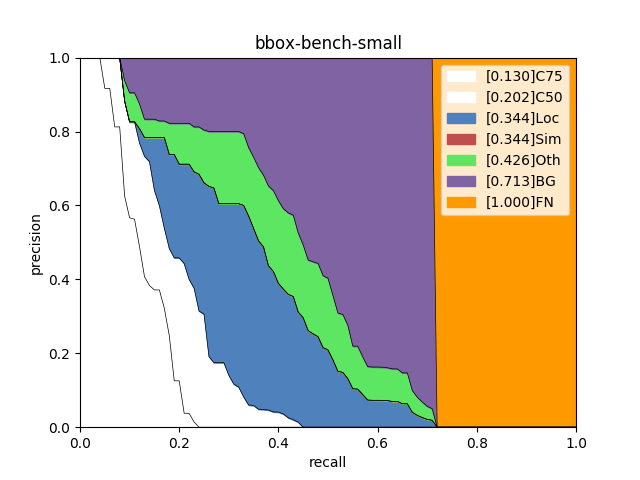 bbox-bench-small
1.0
0.8
0.6
0.4
0.2
0.0
precision
[0.130]C75
[0.202]C50
[0.344]Loc
[0.344]Sim
[0.426]Oth
[0.713]BG
[1.000]FN
0.0 0.2 0.4 0.6 0.8 1.0
recall